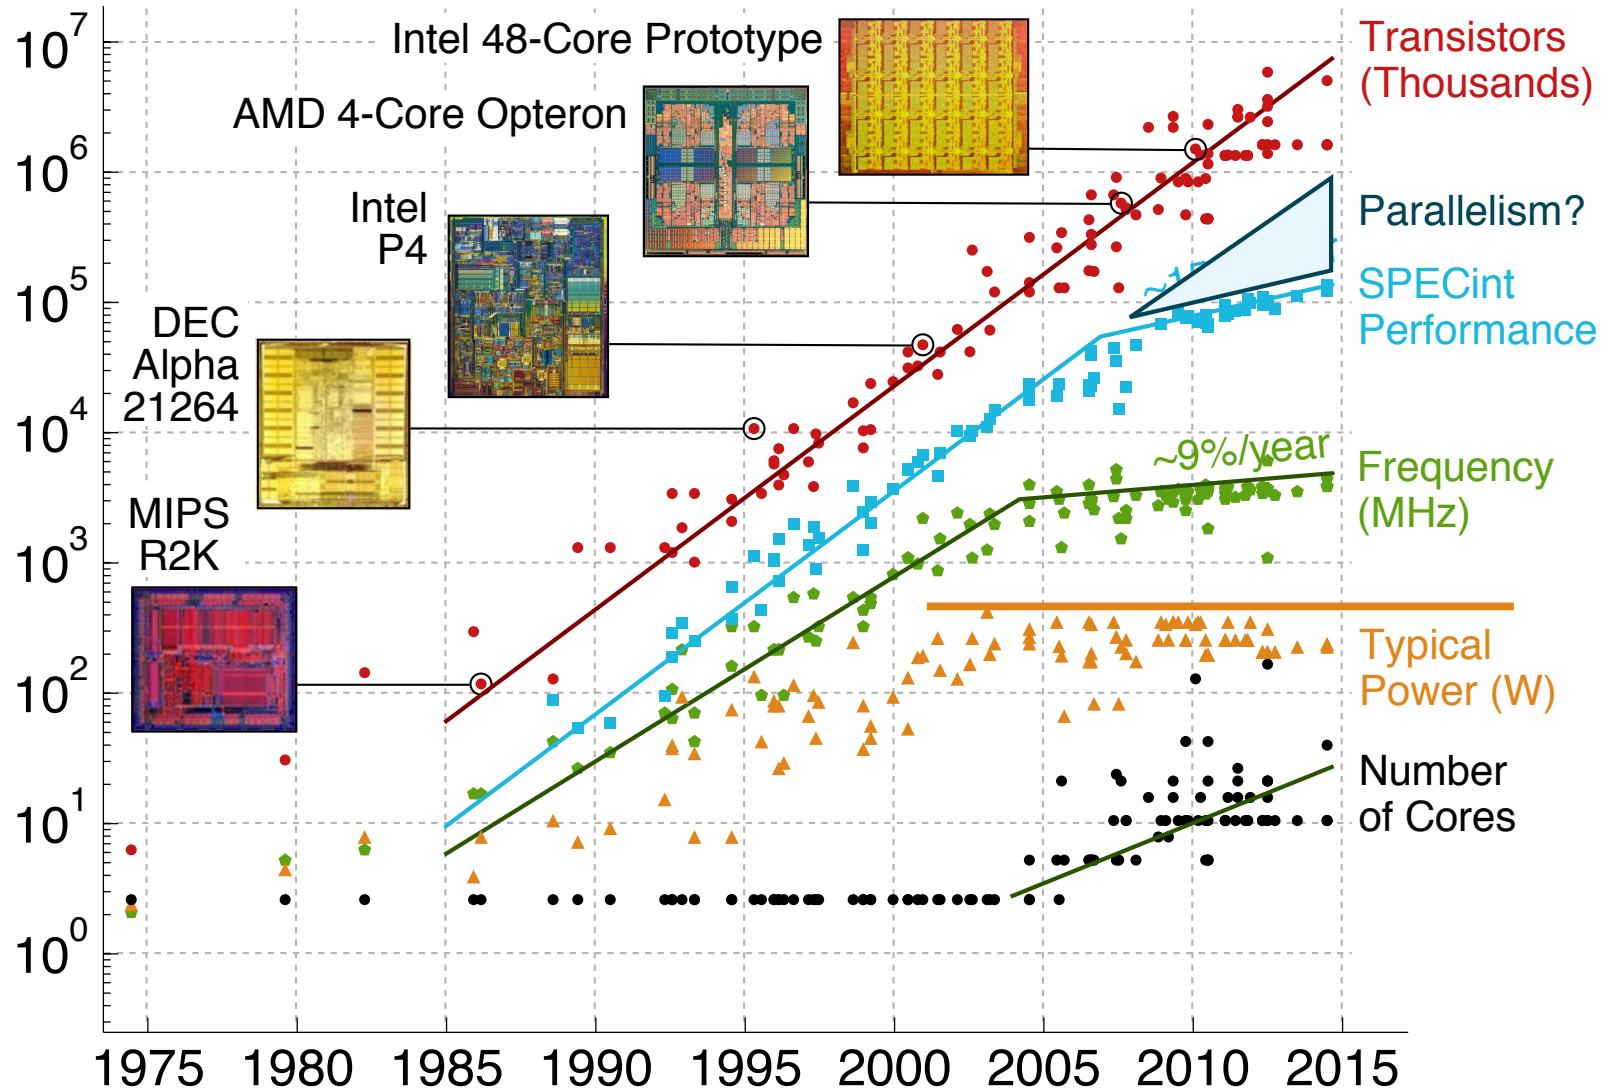 10^7
10^6
10^5
10^4
10^3
10^2
10^1
10^0
Intel 48-Core Prototype
AMD 4-Core Opteron
Intel
P4
DEC
Alpha
21264
MIPS
R2K
Transistors
(Thousands)
Parallelism?
SPECint
Performance
~9%/year
Frequency
(MHz)
Typical
Power (W)
Number
of Cores
1975 1980 1985 1990 1995 2000 2005 2010 2015